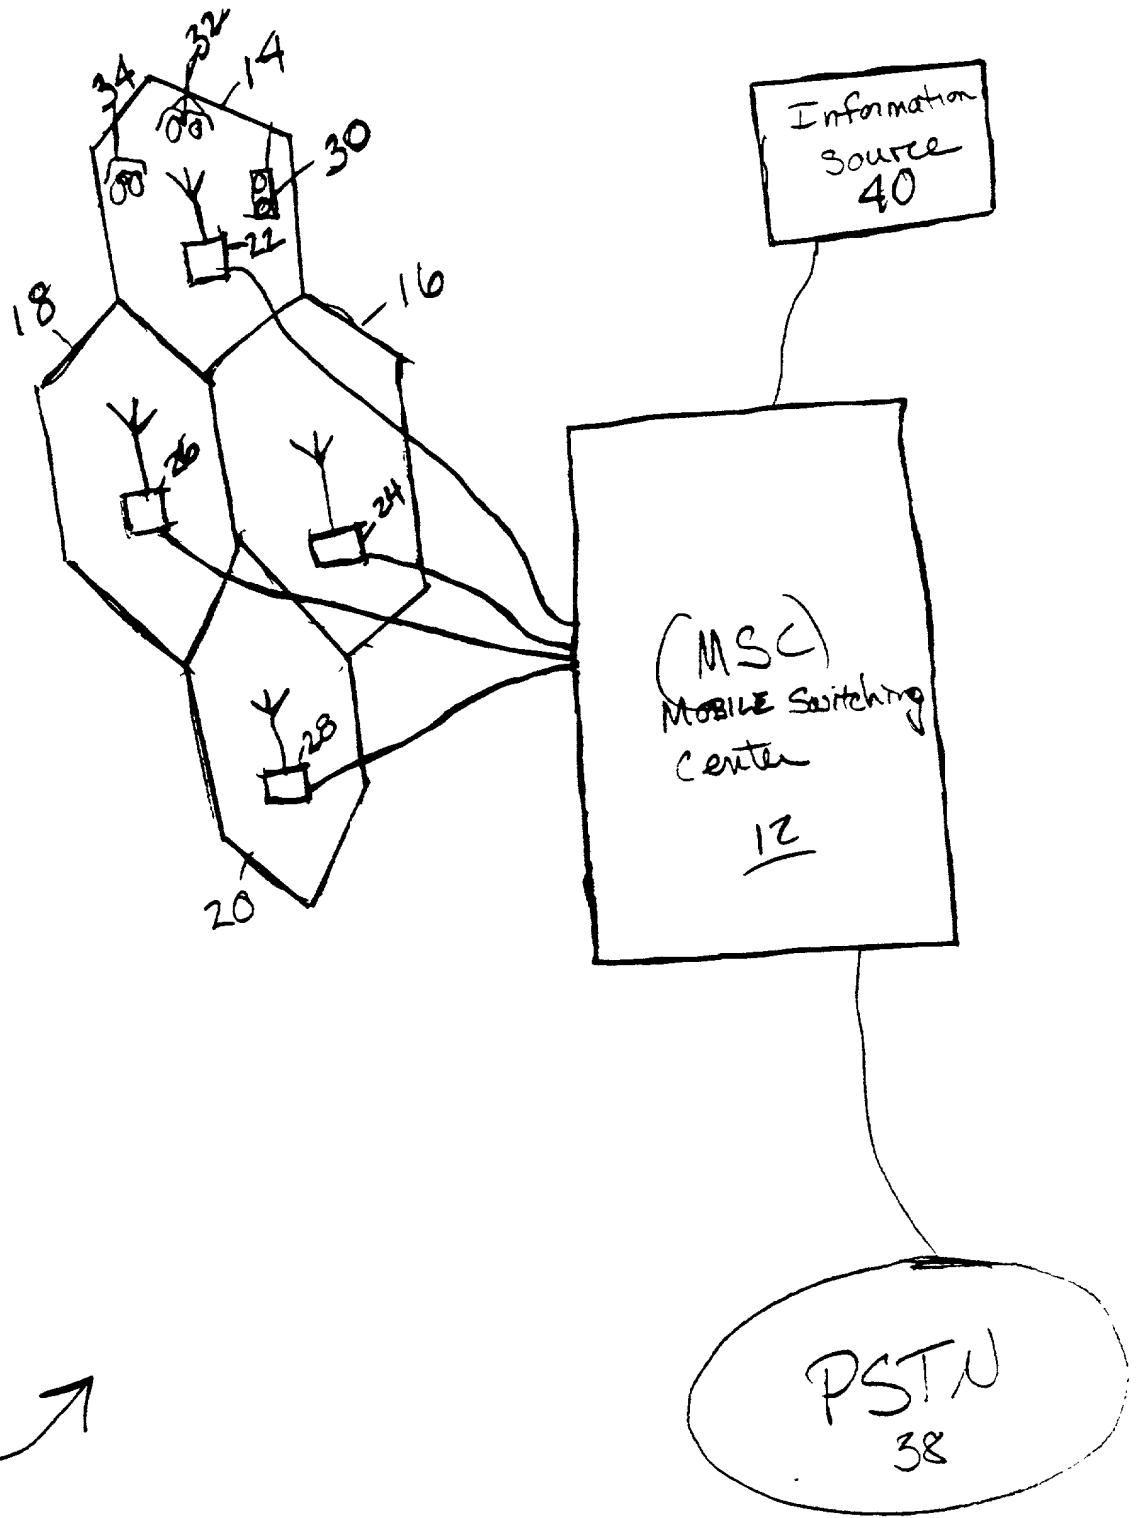 32
34
14
30
22
Information
Source
40
18
16
26
24
(MSC)
MOBILE Switching
Center
12
28
20
PSTN
38